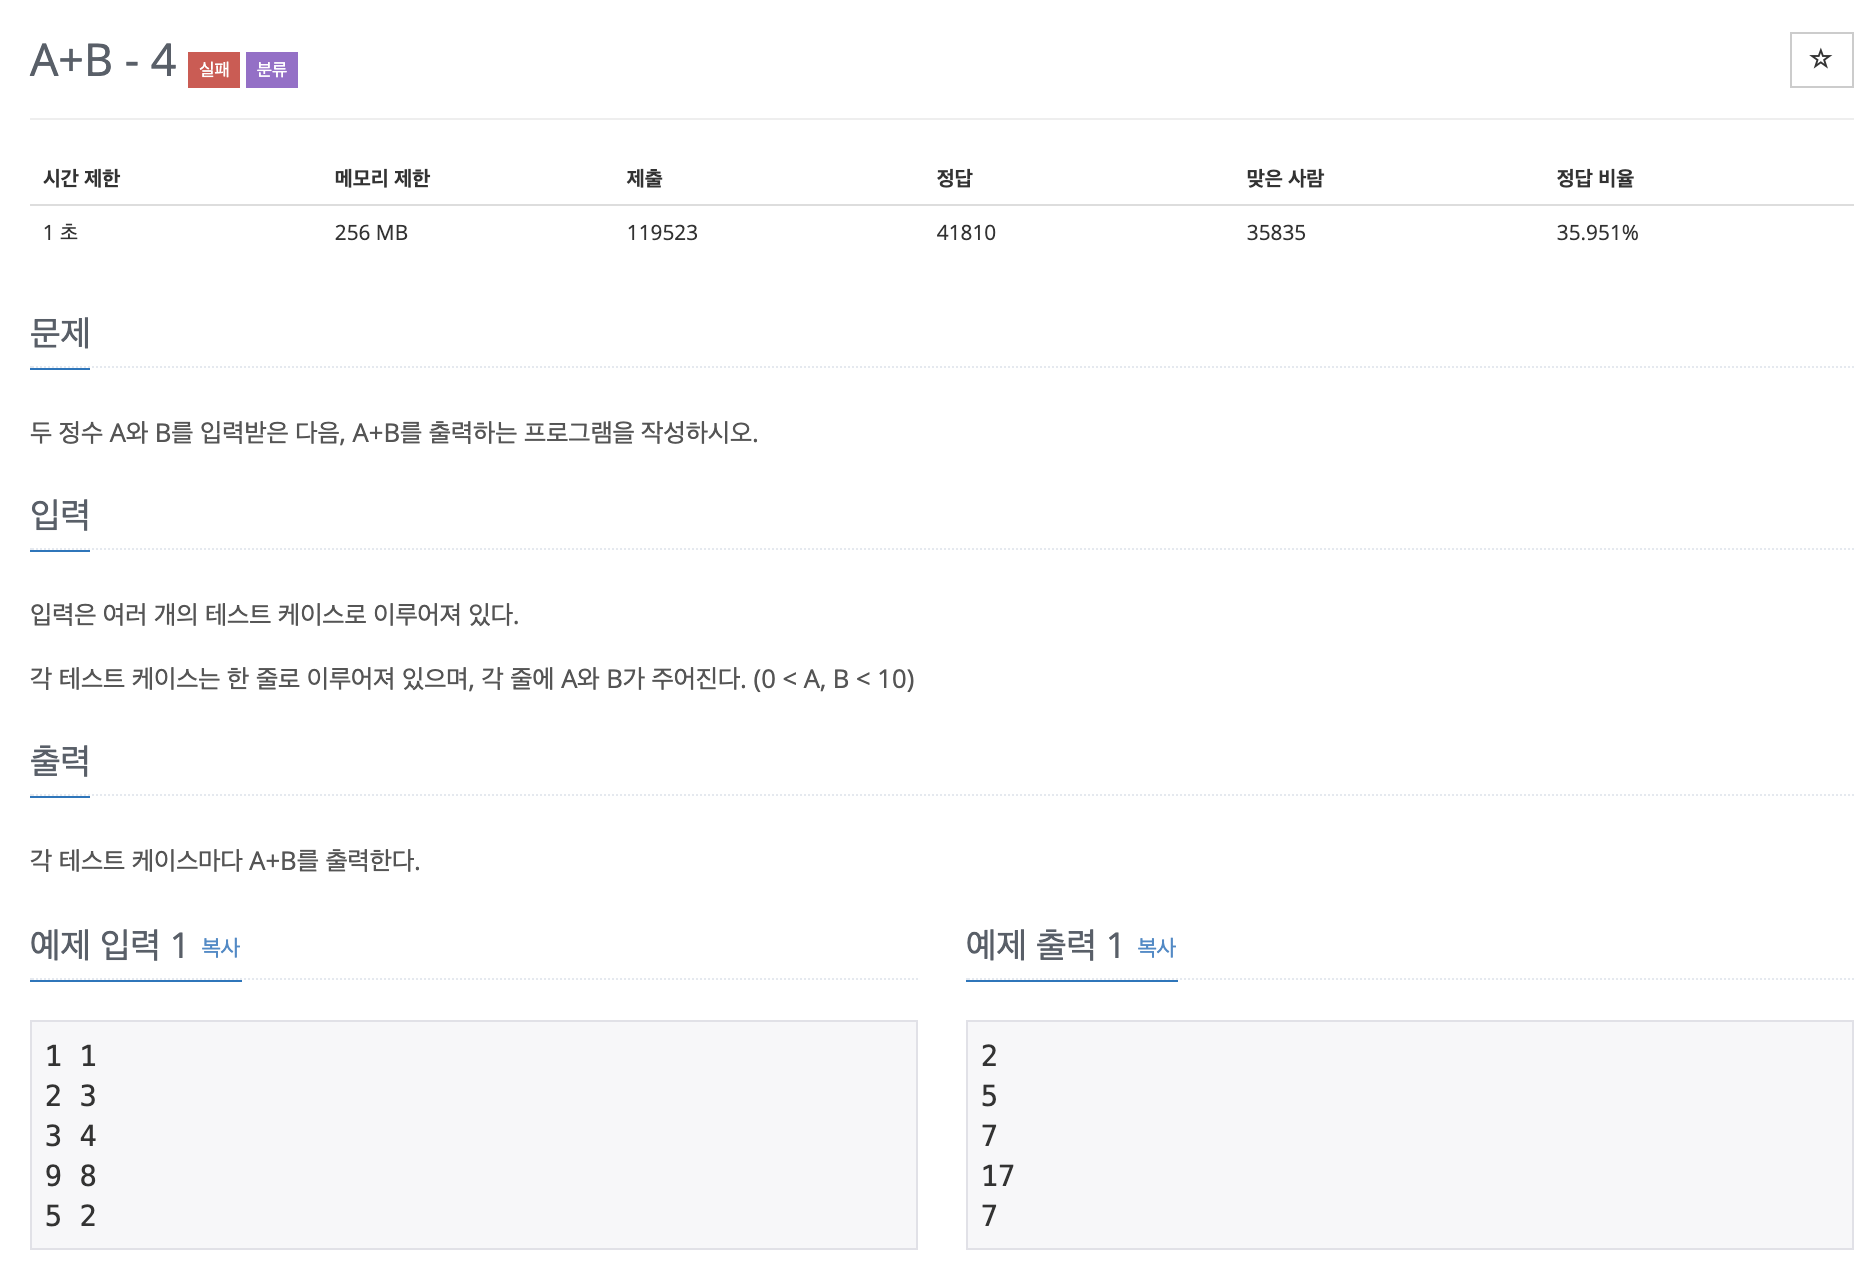 A+B - 4 실패 분류
☆
시간 제한 메모리 제한 제출 정답 맞은 사람 정답 비율
1 초 256 MB 119523 41810 35835 35.951%
문제
두 정수 A와 B를 입력받은 다음, A+B를 출력하는 프로그램을 작성하시오.
입력
입력은 여러 개의 테스트 케이스로 이루어져 있다.
각 테스트 케이스는 한 줄로 이루어져 있으며, 각 줄에 A와 B가 주어진다. (0 < A, B < 10)
출력
각 테스트 케이스마다 A+B를 출력한다.
예제 입력 1 복사
1 1
2 3
3 4
9 8
5 2
예제 출력 1 복사
2
5
7
17
7